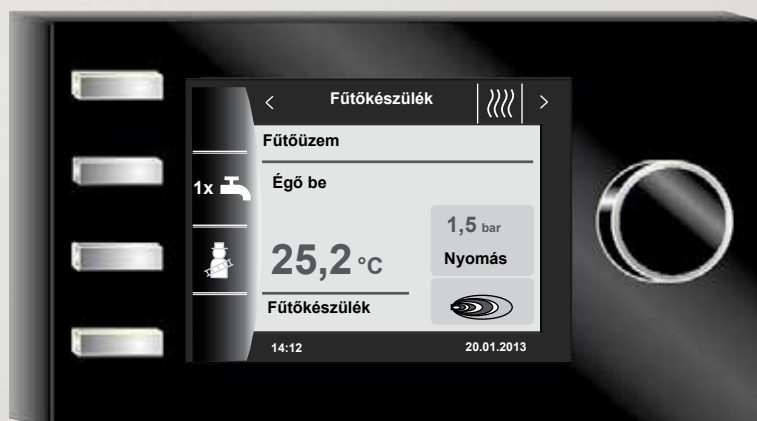 < Fűtőkészülék >
Fűtőüzem
1x
Égő be
1,5 bar
Nyomás
25,2 °C
Fűtőkészülék
14:12 20.01.2013